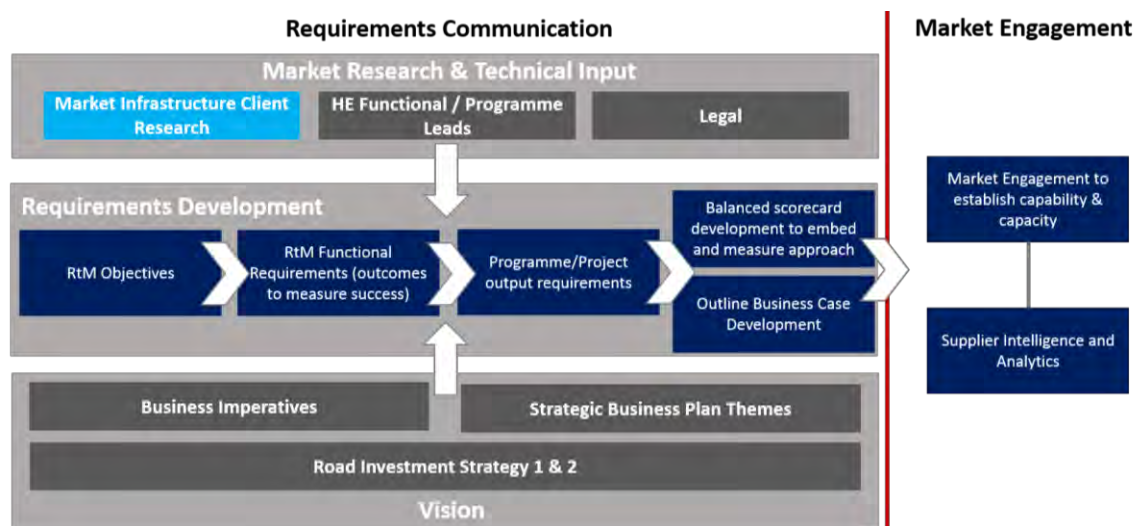 Requirements Communication
Market Engagement
Market Research & Technical Input
Market Infrastructure Client
Research
HE Functional / Programme
Leads
Legal
Requirements Development
RtM Objectives
RtM Functional
Requirements (outcomes
to measure success)
Programme/Project
output requirements
Balanced scorecard
development to embed
and measure approach
Outline Business Case
Development
Market Engagement to
establish capability &
capacity
Supplier Intelligence and
Analytics
Business Imperatives
Strategic Business Plan Themes
Road Investment Strategy 1 & 2
Vision